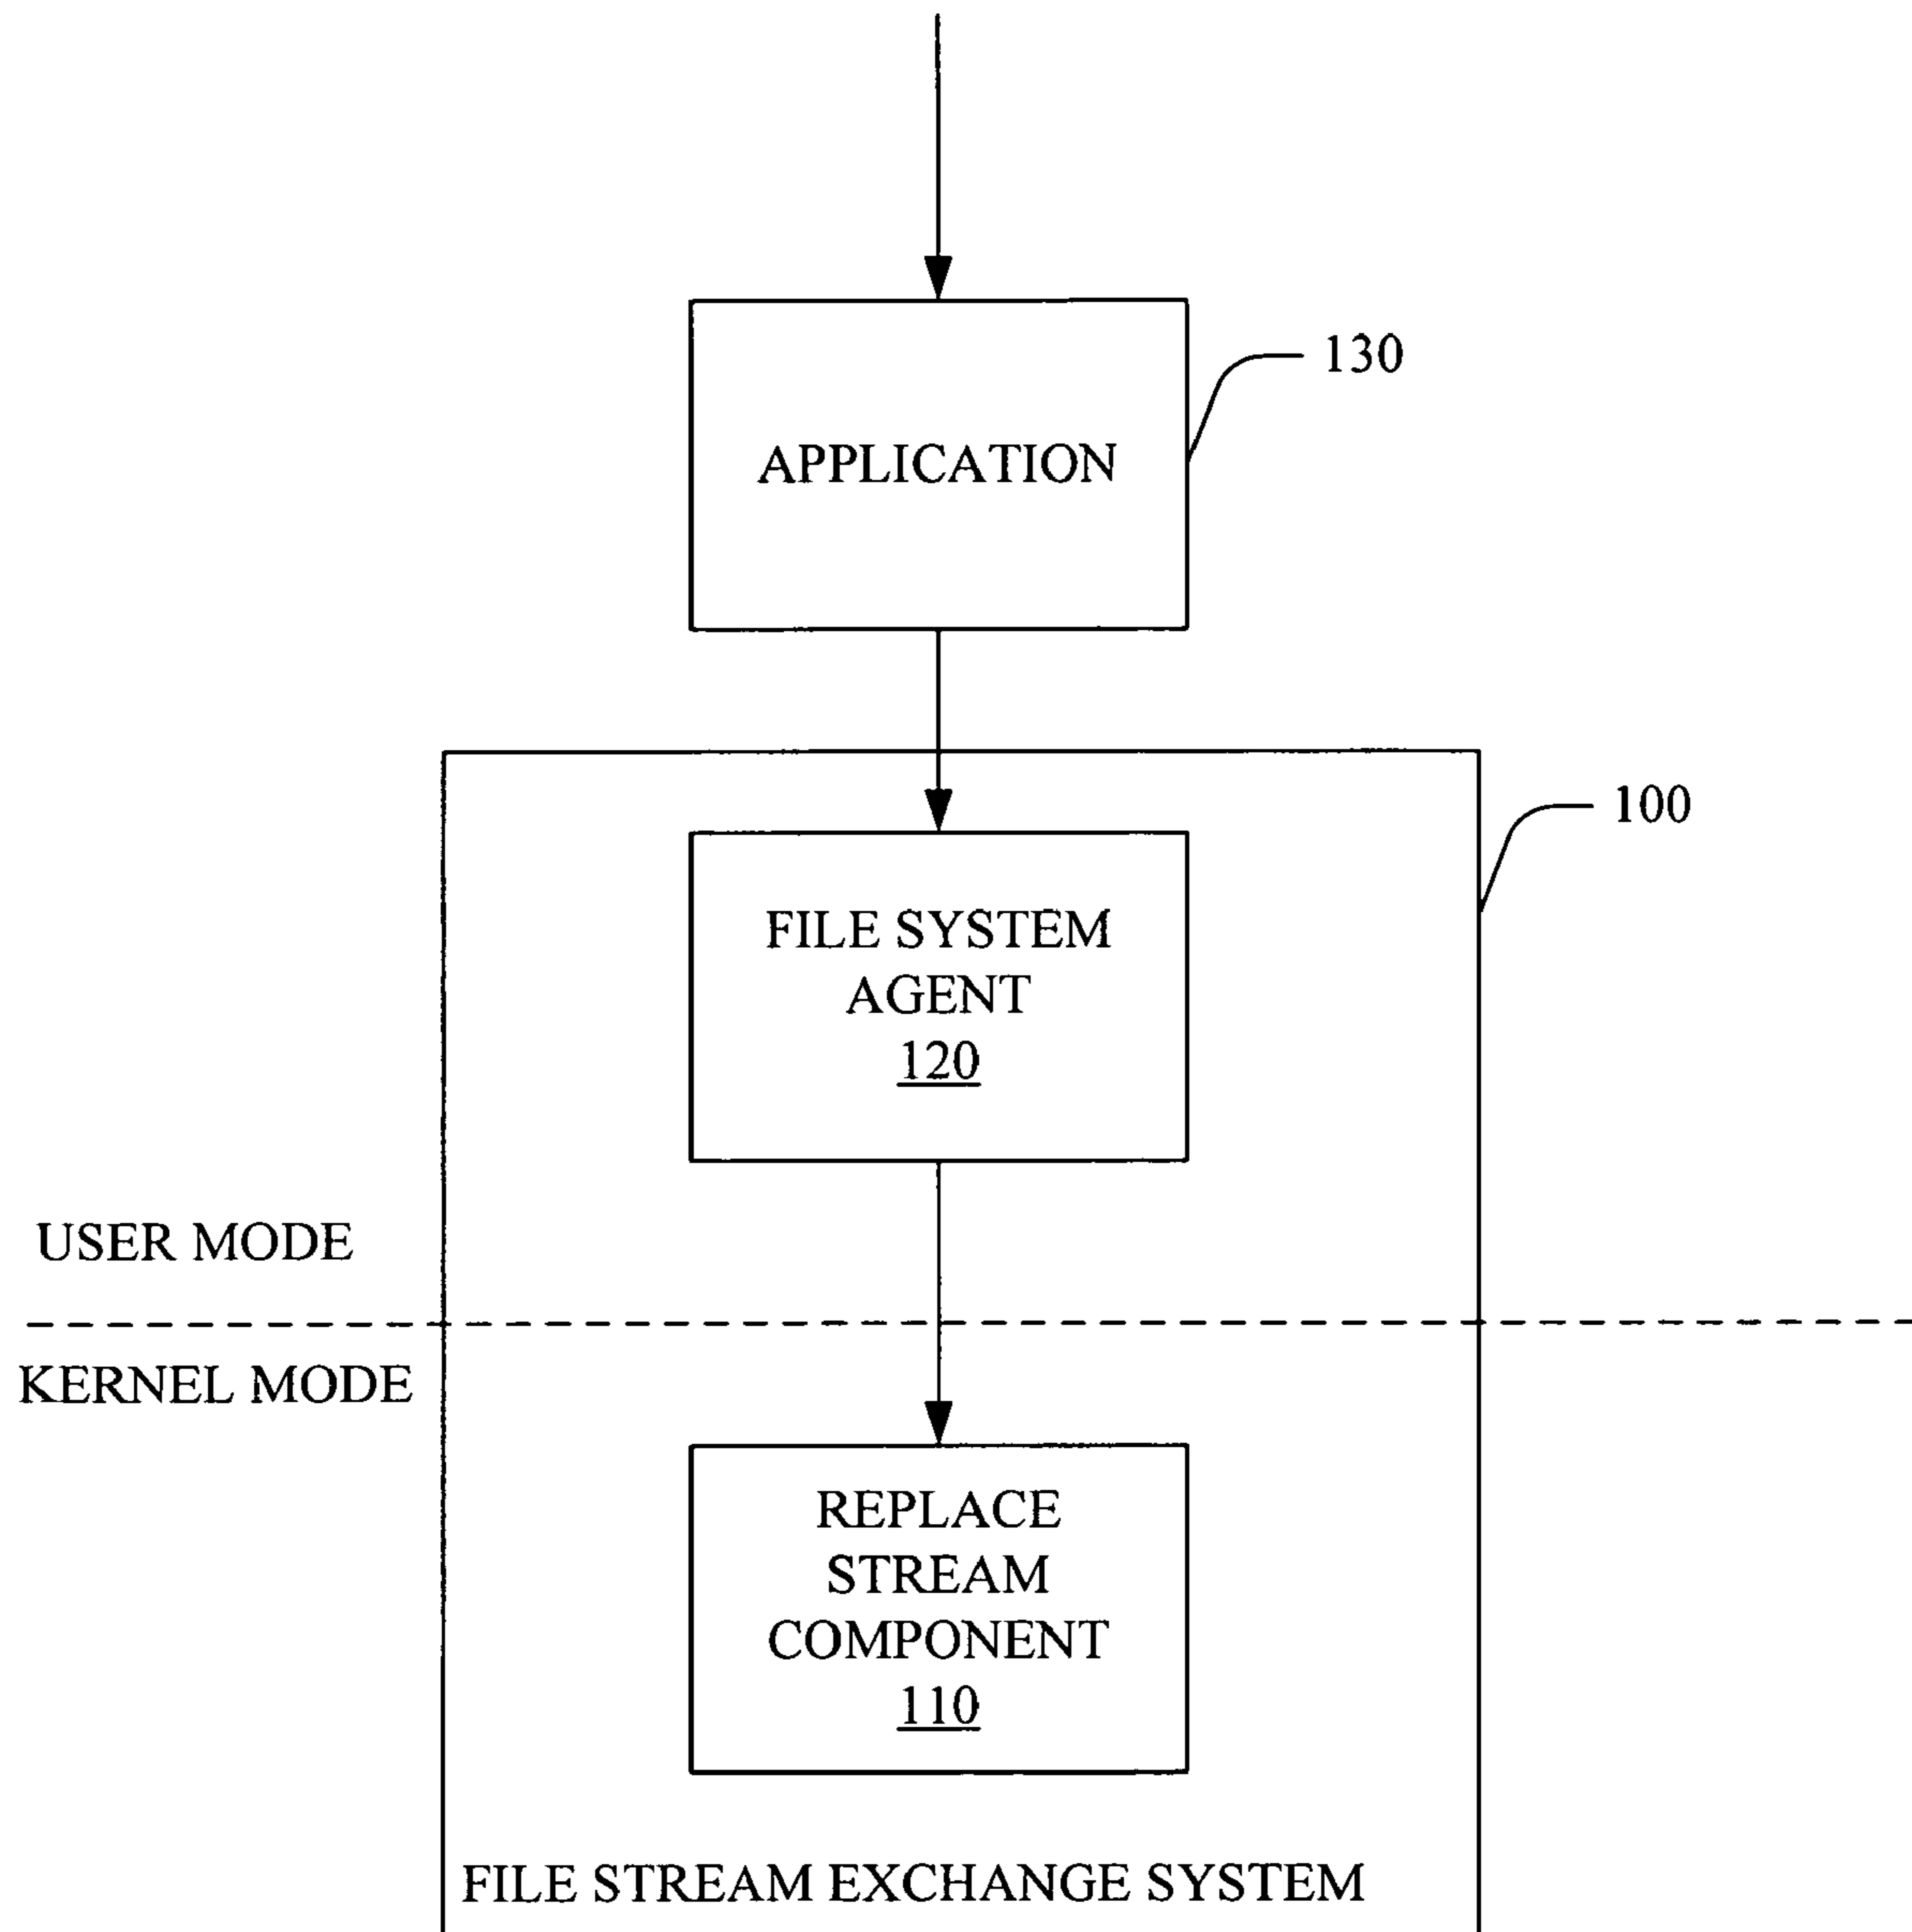 130
APPLICATION
100
FILE SYSTEM
AGENT
120
USER MODE
KERNEL MODE
REPLACE
STREAM
COMPONENT
110
FILE STREAM EXCHANGE SYSTEM